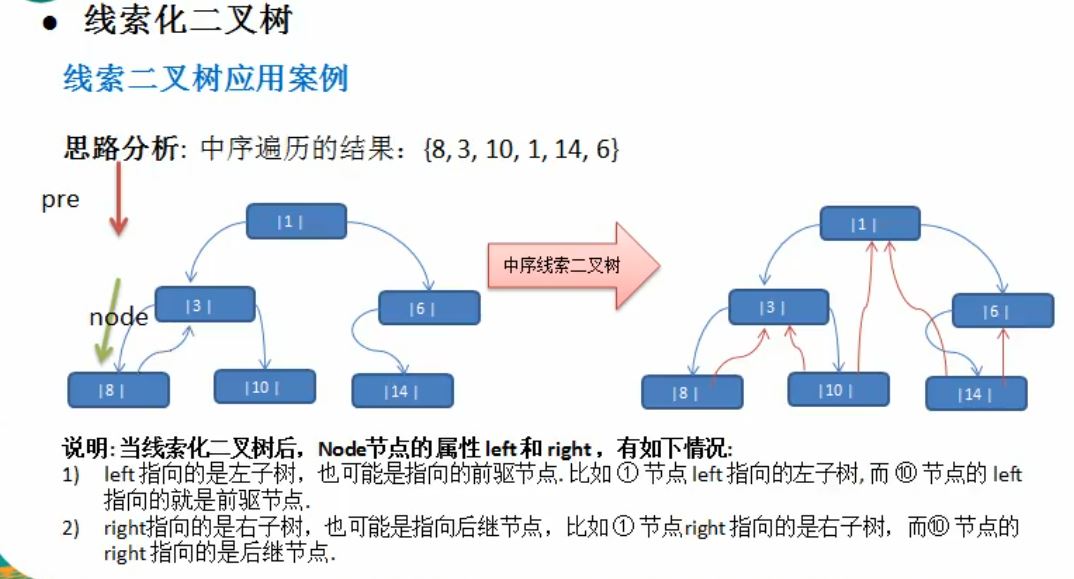 ● 线索化二叉树
线索二叉树应用案例
思路分析: 中序遍历的结果：{8, 3, 10, 1, 14, 6}
pre
|1|
|1|
中序线索二叉树
node
|3|
|6|
|3|
|6|
|8|
|10|
|14|
|8|
|10|
|14|
说明: 当线索化二叉树后，Node节点的属性 left 和 right ，有如下情况:
1) left 指向的是左子树，也可能是指向的前驱节点. 比如 ① 节点 left 指向的左子树, 而 ⑩ 节点的 left
指向的就是前驱节点.
2) right指向的是右子树，也可能是指向后继节点，比如 ① 节点right 指向的是右子树，而⑩ 节点的
right 指向的是后继节点.